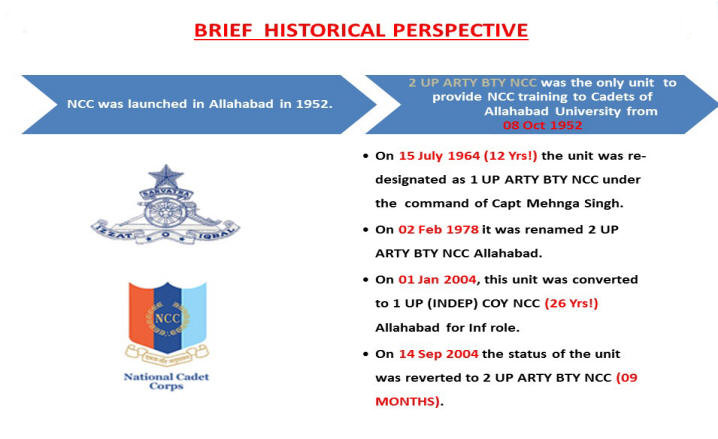 BRIEF HISTORICAL PERSPECTIVE
NCC was launched in Allahabad in 1952.
2 UP ARTY BTY NCC was the only unit to
provide NCC training to Cadets of
Allahabad University from
08 Oct 1952
SARVATRA
IZZAT O IQBAL
NCC
National Cadet
Corps
• On 15 July 1964 (12 Yrs!) the unit was re-
designated as 1 UP ARTY BTY NCC under
the command of Capt Mehnga Singh.
• On 02 Feb 1978 it was renamed 2 UP
ARTY BTY NCC Allahabad.
• On 01 Jan 2004, this unit was converted
to 1 UP (INDEP) COY NCC (26 Yrs!)
Allahabad for Inf role.
• On 14 Sep 2004 the status of the unit
was reverted to 2 UP ARTY BTY NCC (09
MONTHS).